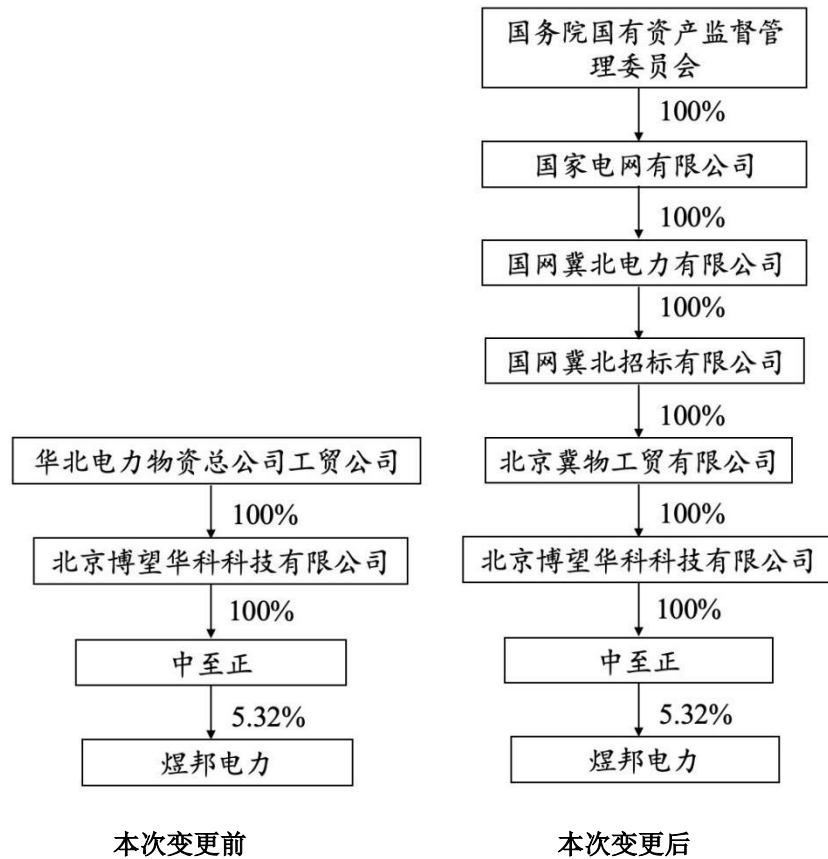 华北电力物资总公司工贸公司
100%
北京博望华科科技有限公司
100%
中至正
5.32%
煜邦电力
本次变更前
国务院国有资产监督管
理委员会
100%
国家电网有限公司
100%
国网冀北电力有限公司
100%
国网冀北招标有限公司
100%
北京冀物工贸有限公司
100%
北京博望华科科技有限公司
100%
中至正
5.32%
煜邦电力
本次变更后